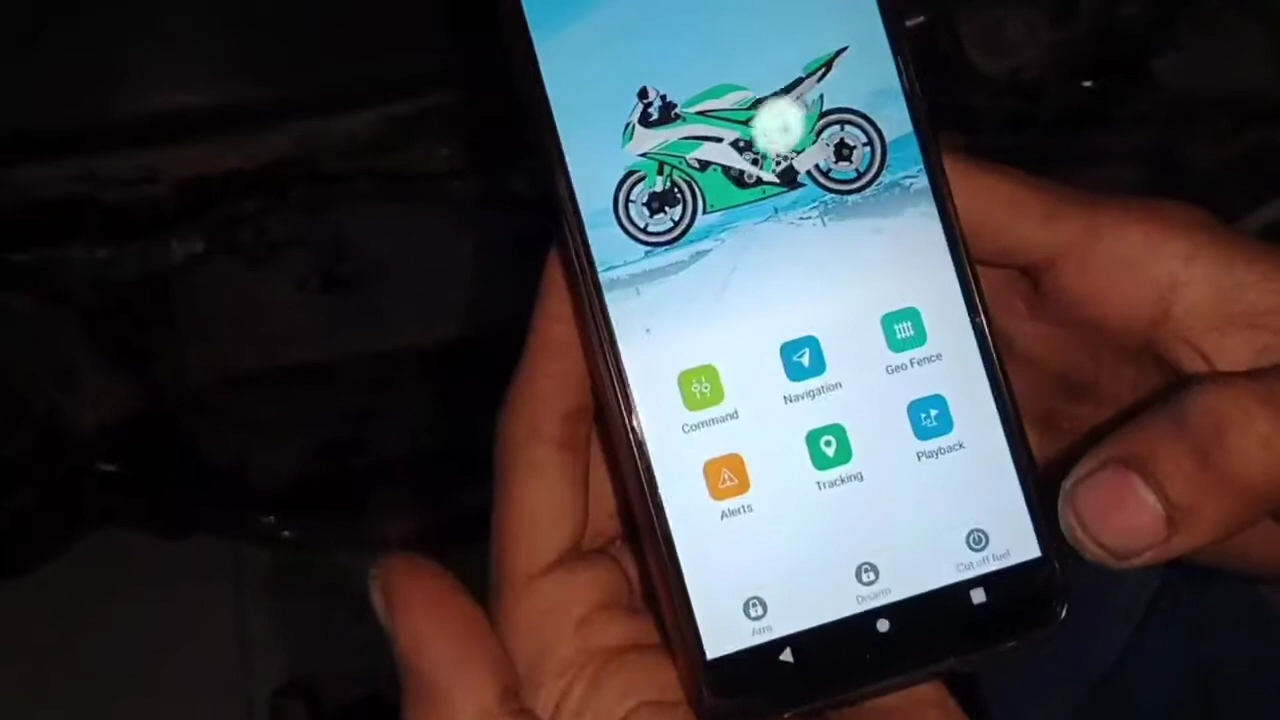 Command
Navigation
Geo Fence
Alerts
Tracking
Playback
Arm
Disarm
Cut off fuel